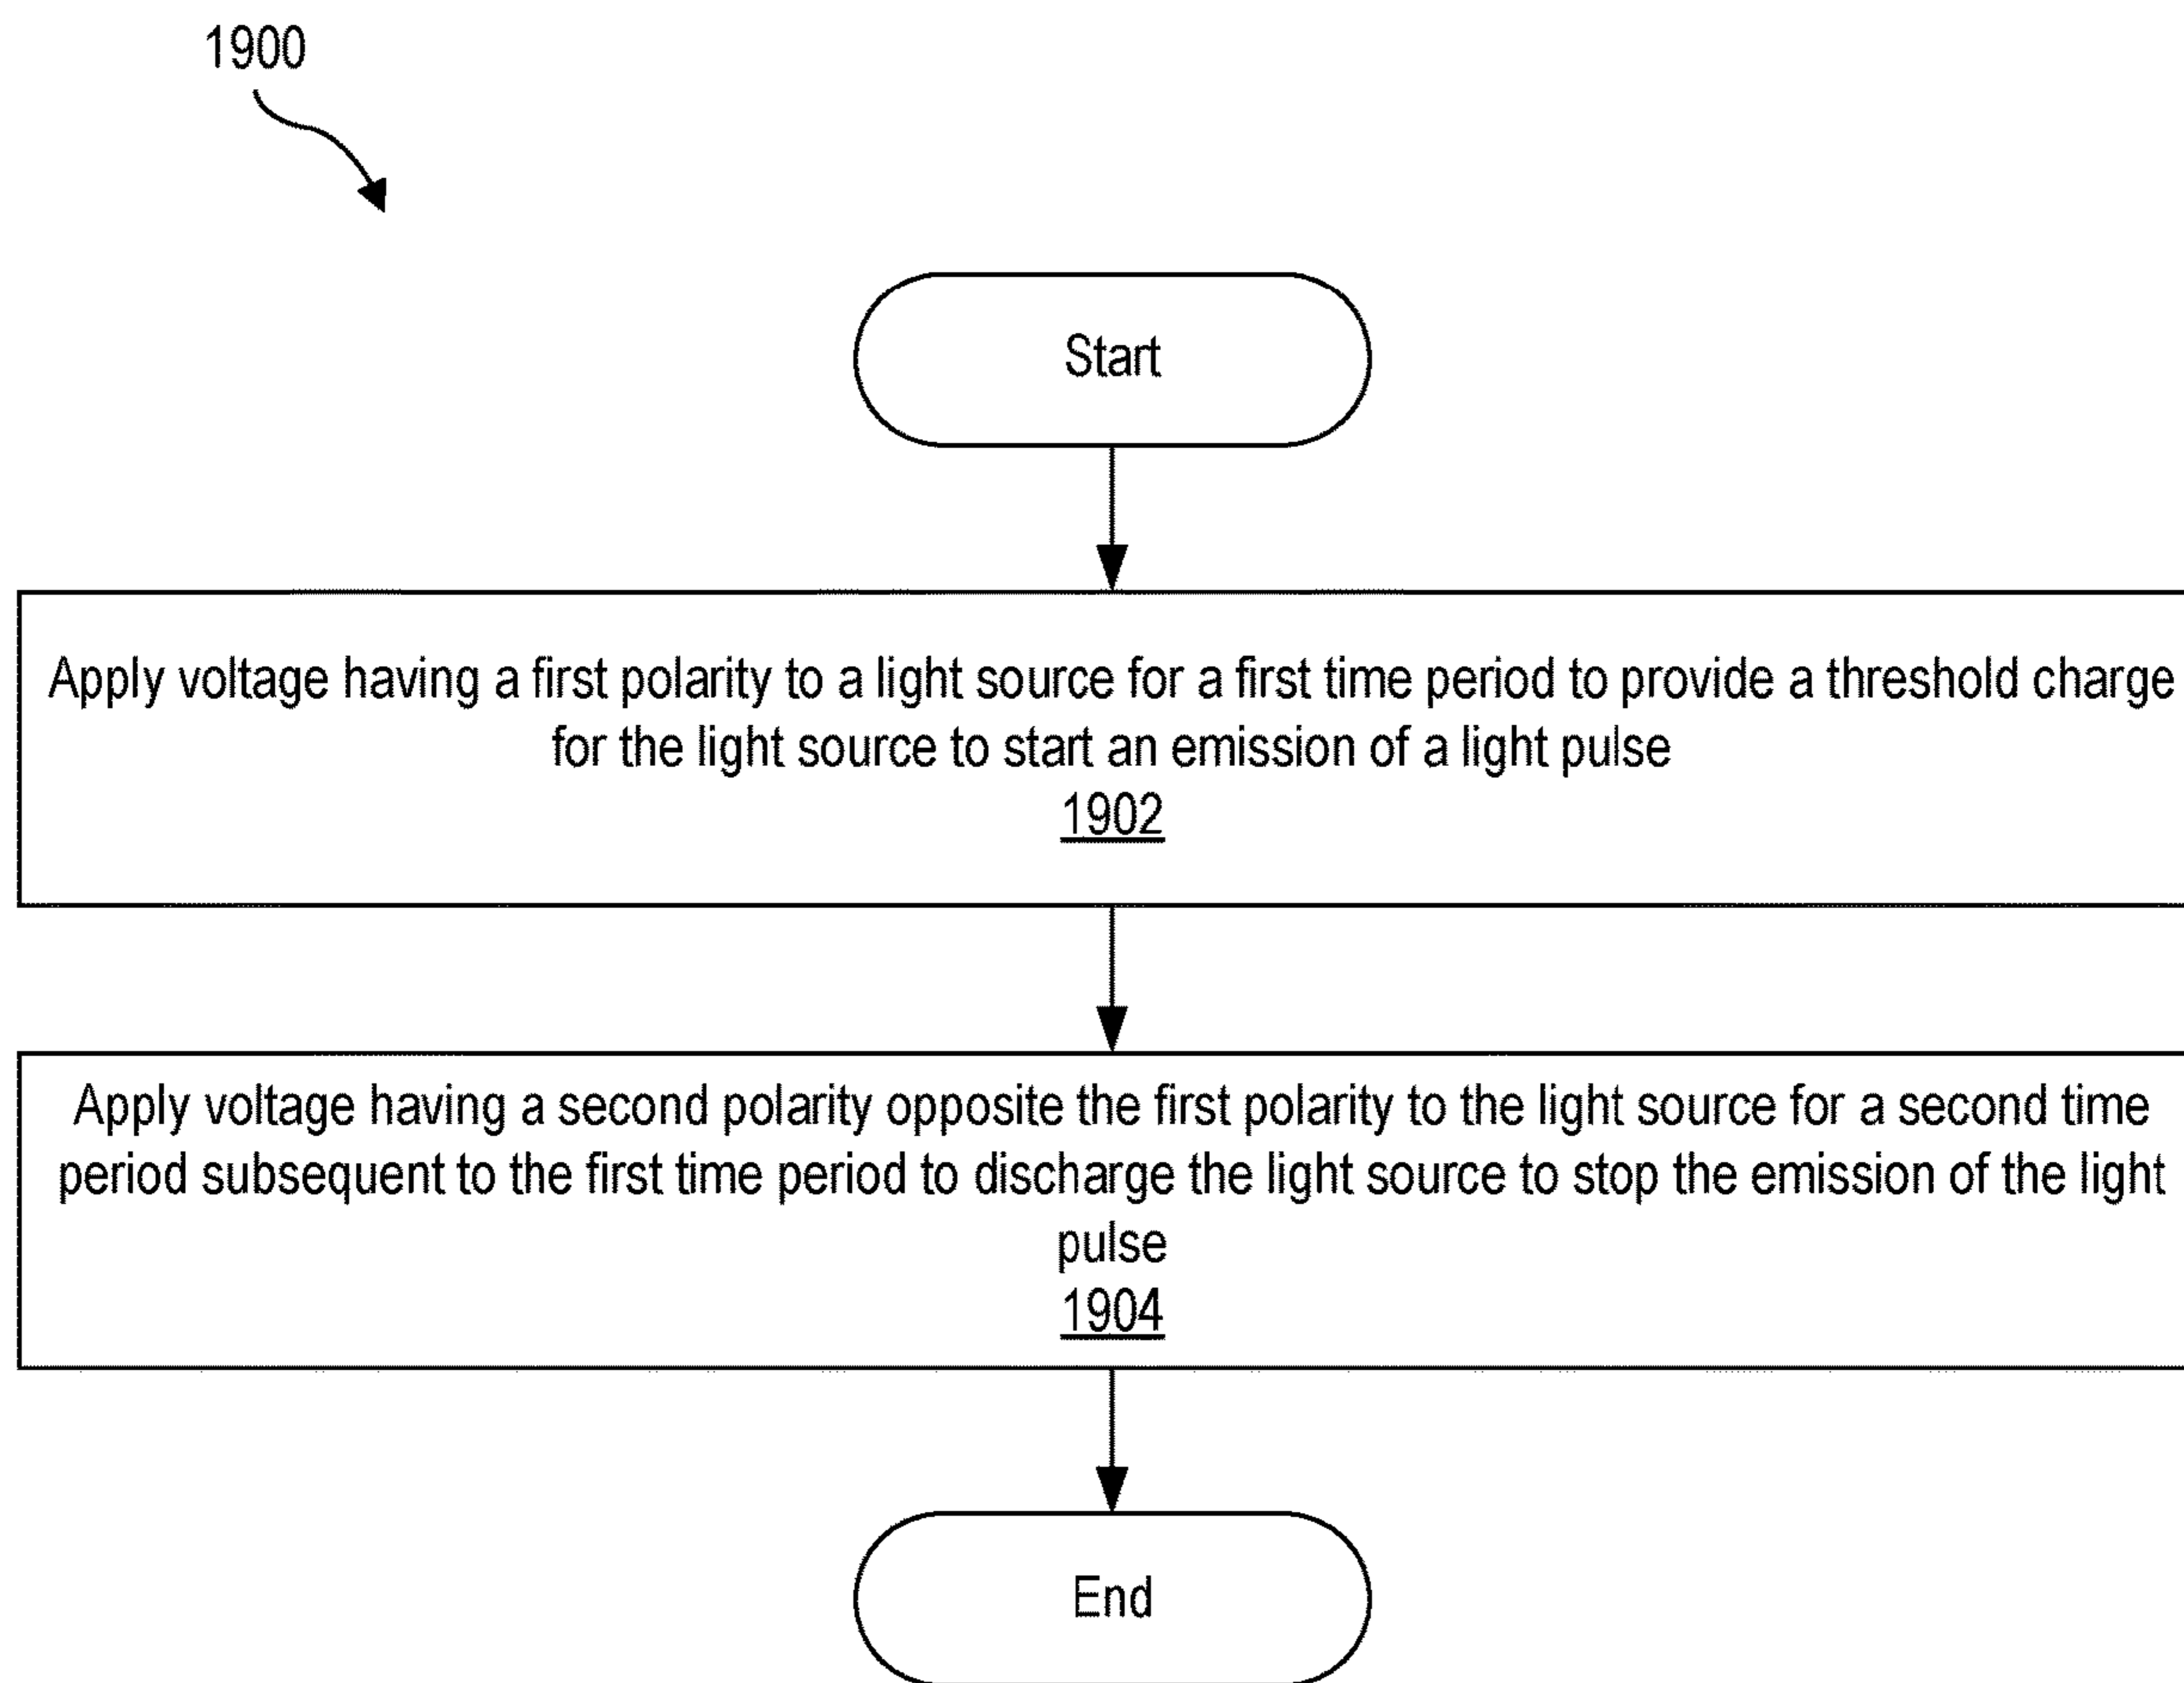 1900
Start
Apply voltage having a first polarity to a light source for a first time period to provide a threshold charge
for the light source to start an emission of a light pulse
1902
Apply voltage having a second polarity opposite the first polarity to the light source for a second time
period subsequent to the first time period to discharge the light source to stop the emission of the light
pulse
1904
End